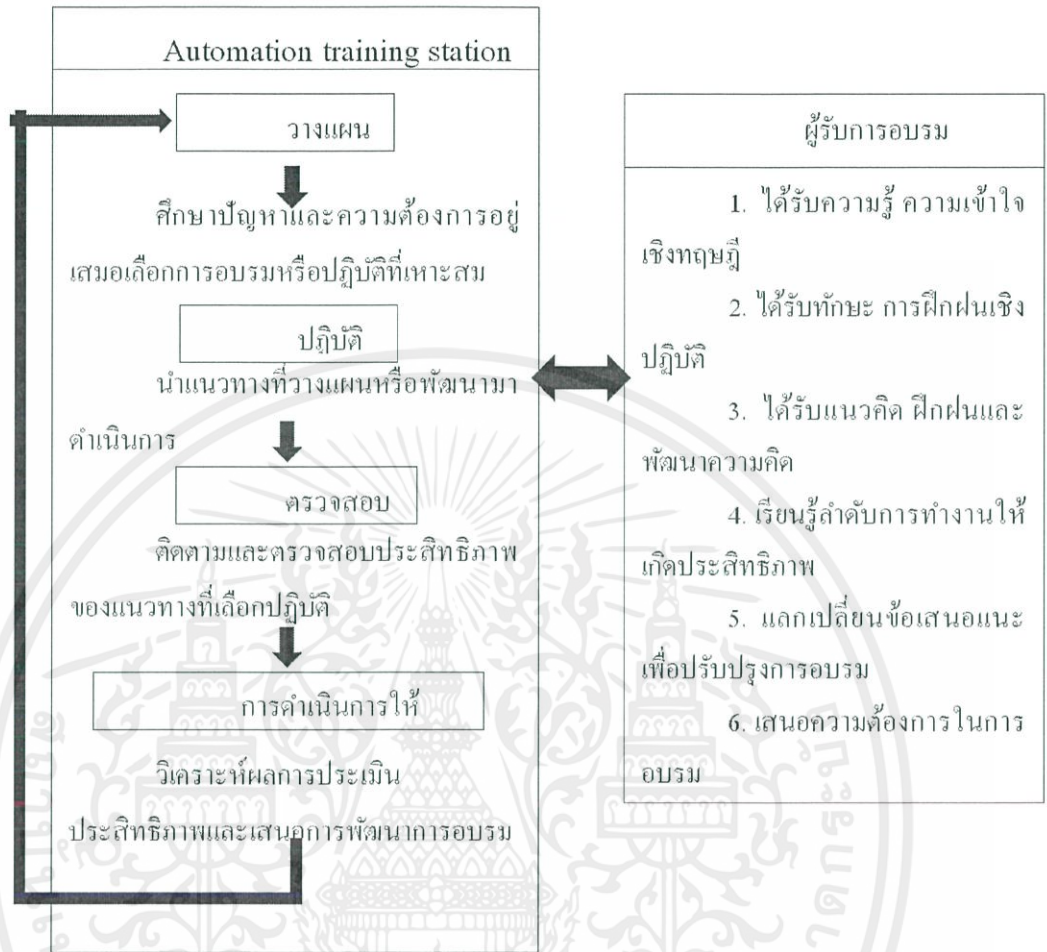 Automation training station
วางแผน
ศึกษาปัญหาและความต้องการอยู่
เสมอเลือกการอบรมหรือปฏิบัติที่เหาะสม
ปฏิบัติ
นำแนวทางที่วางแผนหรือพัฒนามา
ดำเนินการ
ตรวจสอบ
ติดตามและตรวจสอบประสิทธิภาพ
ของแนวทางที่เลือกปฏิบัติ
การดำเนินการให้
วิเคราะห์ผลการประเมิน
ประสิทธิภาพและเสนอการพัฒนาการอบรม
ผู้รับการอบรม
1. ได้รับความรู้ ความเข้าใจ
เชิงทฤษฎี
2. ได้รับทักษะ การฝึกฝนเชิง
ปฏิบัติ
3. ได้รับแนวคิด ฝึกฝนและ
พัฒนาความคิด
4. เรียนรู้ลำดับการทำงานให้
เกิดประสิทธิภาพ
5. แลกเปลี่ยนข้อเสนอแนะ
เพื่อปรับปรุงการอบรม
6. เสนอความต้องการในการ
อบรม